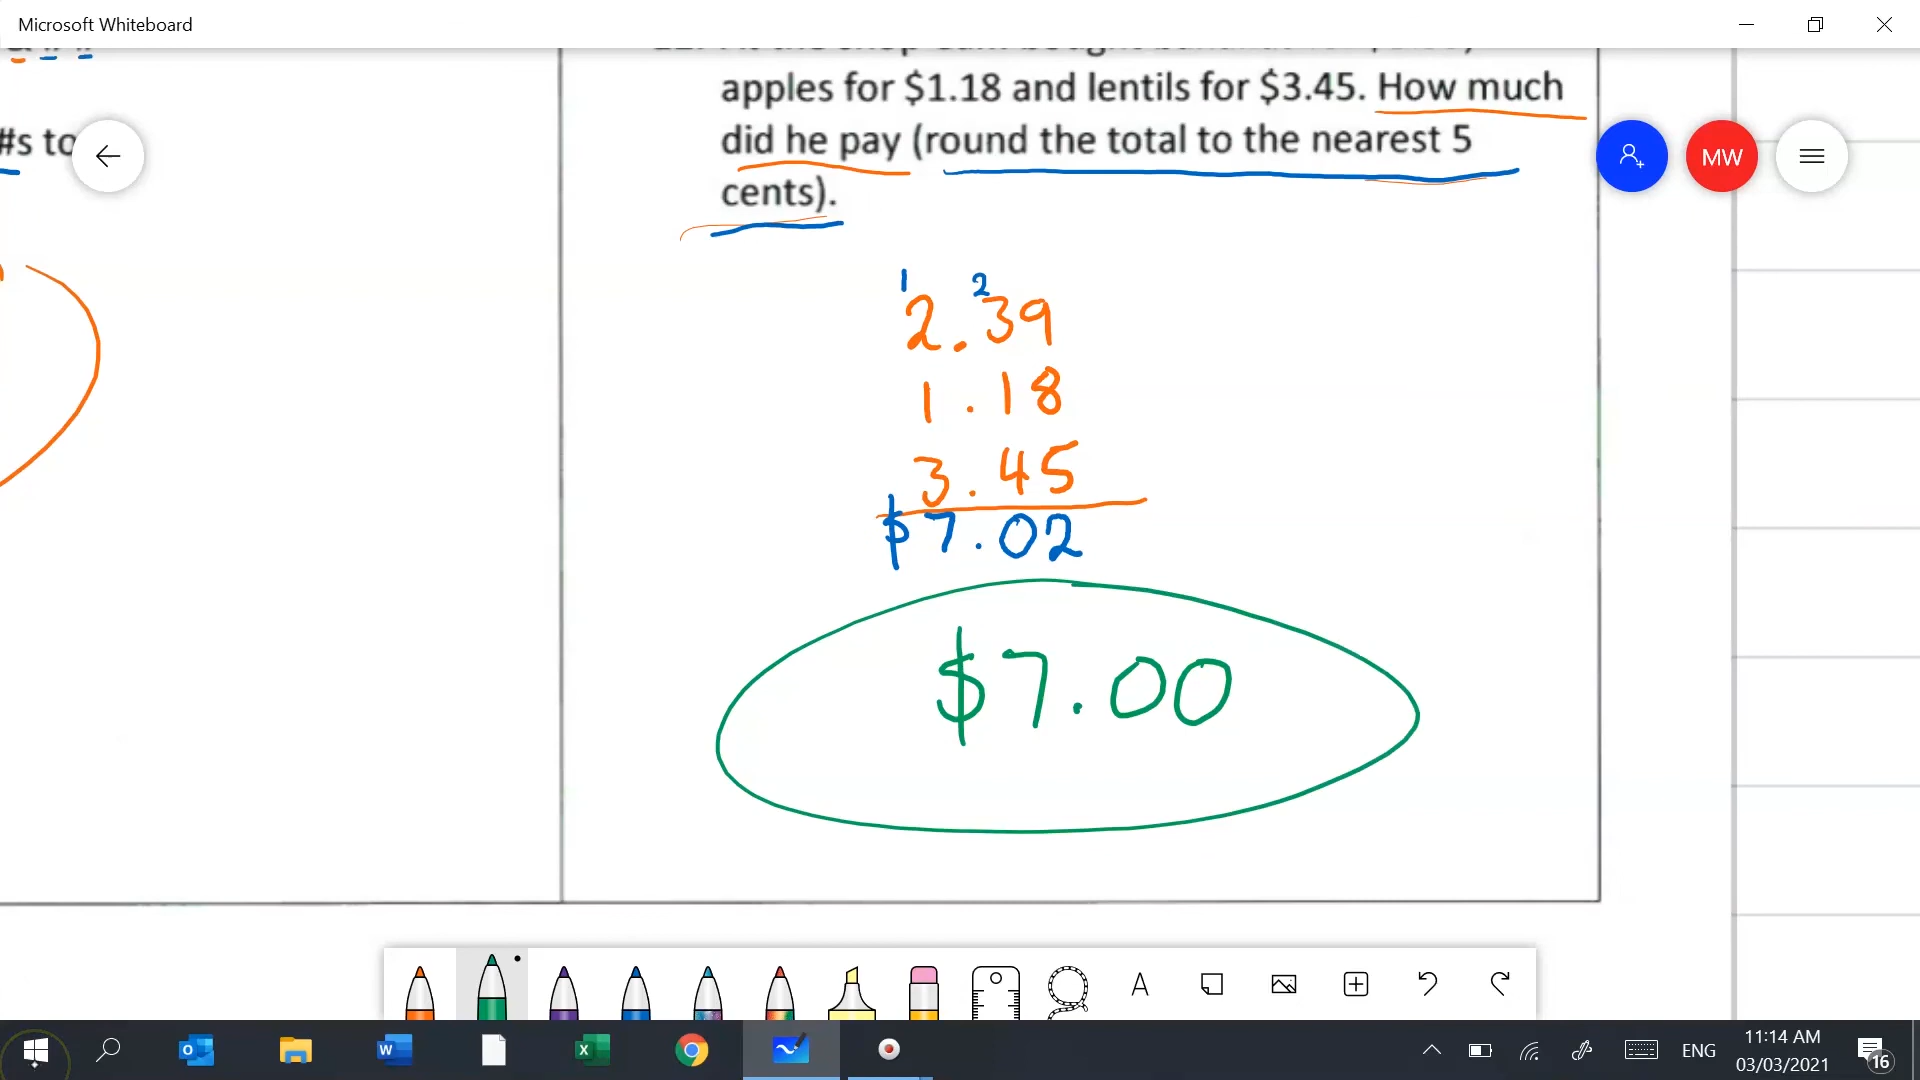 Microsoft Whiteboard
apples for $1.18 and lentils for $3.45. How much
did he pay (round the total to the nearest 5
cents).
#s to
MW
1 2
2.39
1.18
3.45
$7.02
$7.00
A
ENG
11:14 AM
03/03/2021
16